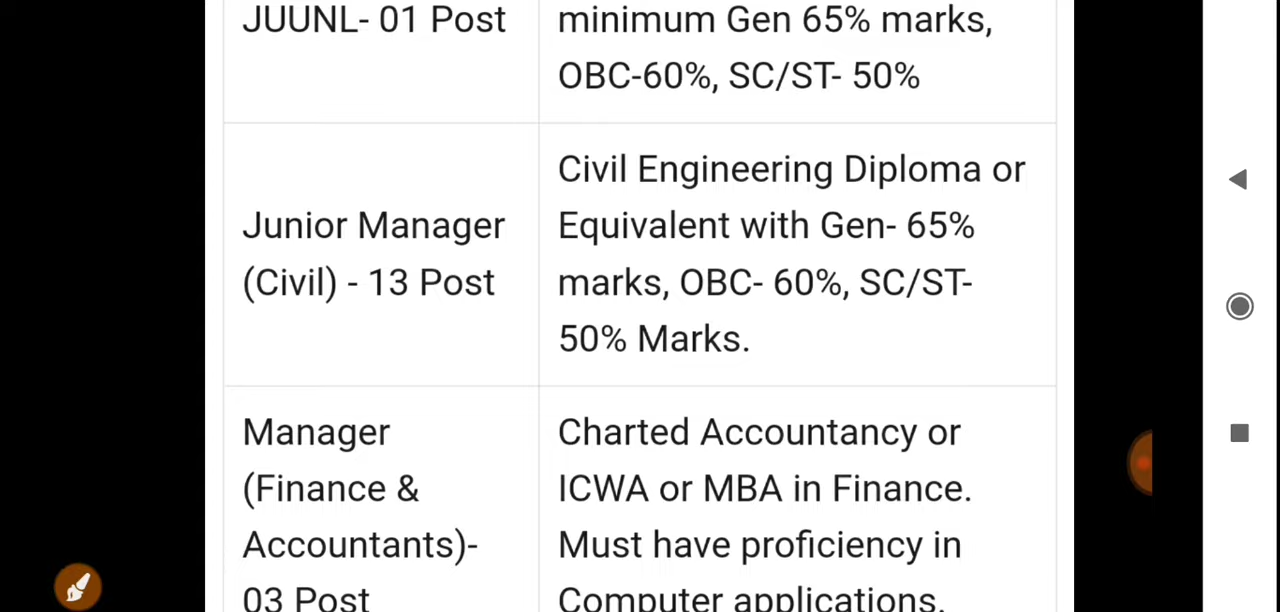 JUUNL- 01 Post
minimum Gen 65% marks,
OBC-60%, SC/ST- 50%
Junior Manager
(Civil) - 13 Post
Civil Engineering Diploma or
Equivalent with Gen- 65%
marks, OBC- 60%, SC/ST-
50% Marks.
Manager
(Finance &
Accountants)-
03 Post
Charted Accountancy or
ICWA or MBA in Finance.
Must have proficiency in
Computer applications.